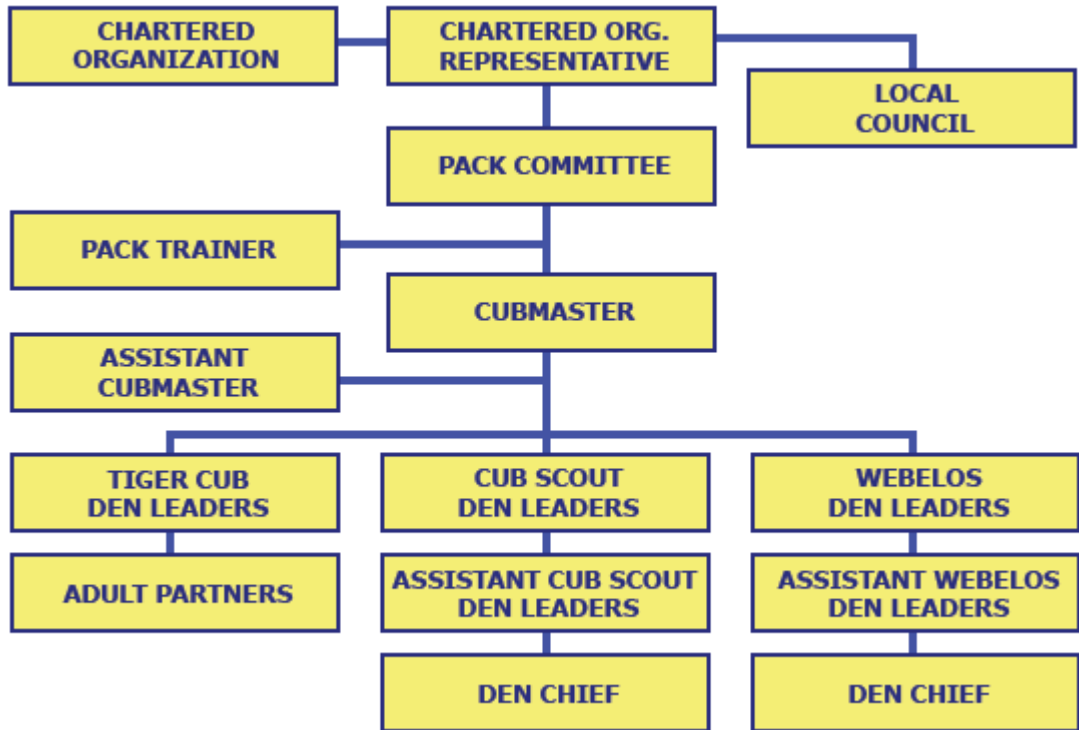 CHARTERED
ORGANIZATION
CHARTERED ORG.
REPRESENTATIVE
LOCAL
COUNCIL
PACK COMMITTEE
PACK TRAINER
CUBMASTER
ASSISTANT
CUBMASTER
TIGER CUB
DEN LEADERS
CUB SCOUT
DEN LEADERS
WEBELOS
DEN LEADERS
ADULT PARTNERS
ASSISTANT CUB SCOUT
DEN LEADERS
ASSISTANT WEBELOS
DEN LEADERS
DEN CHIEF
DEN CHIEF